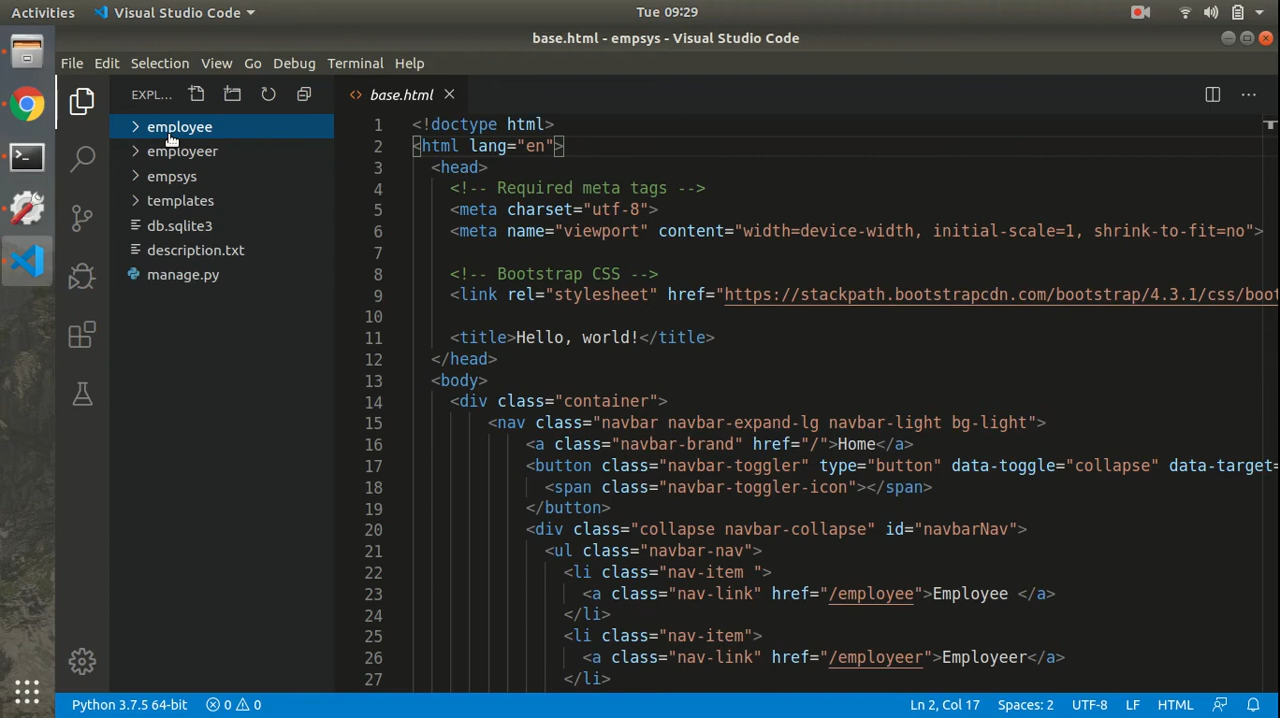 Activities Visual Studio Code Tue 09:29
base.html - empsys - Visual Studio Code
File Edit Selection View Go Debug Terminal Help
EXPL... base.html
employee
employeer
empsys
templates
db.sqlite3
description.txt
manage.py
1 <!doctype html>
2 <html lang="en">
3 <head>
4 <!-- Required meta tags -->
5 <meta charset="utf-8">
6 <meta name="viewport" content="width=device-width, initial-scale=1, shrink-to-fit=no">
7
8 <!-- Bootstrap CSS -->
9 <link rel="stylesheet" href="https://stackpath.bootstrapcdn.com/bootstrap/4.3.1/css/boot
10
11 <title>Hello, world!</title>
12 </head>
13 <body>
14 <div class="container">
15 <nav class="navbar navbar-expand-lg navbar-light bg-light">
16 <a class="navbar-brand" href="/">Home</a>
17 <button class="navbar-toggler" type="button" data-toggle="collapse" data-target=
18 <span class="navbar-toggler-icon"></span>
19 </button>
20 <div class="collapse navbar-collapse" id="navbarNav">
21 <ul class="navbar-nav">
22 <li class="nav-item ">
23 <a class="nav-link" href="/employee">Employee </a>
24 </li>
25 <li class="nav-item">
26 <a class="nav-link" href="/employeer">Employeer</a>
27 </li>
Python 3.7.5 64-bit 0 0 Ln 2, Col 17 Spaces: 2 UTF-8 LF HTML